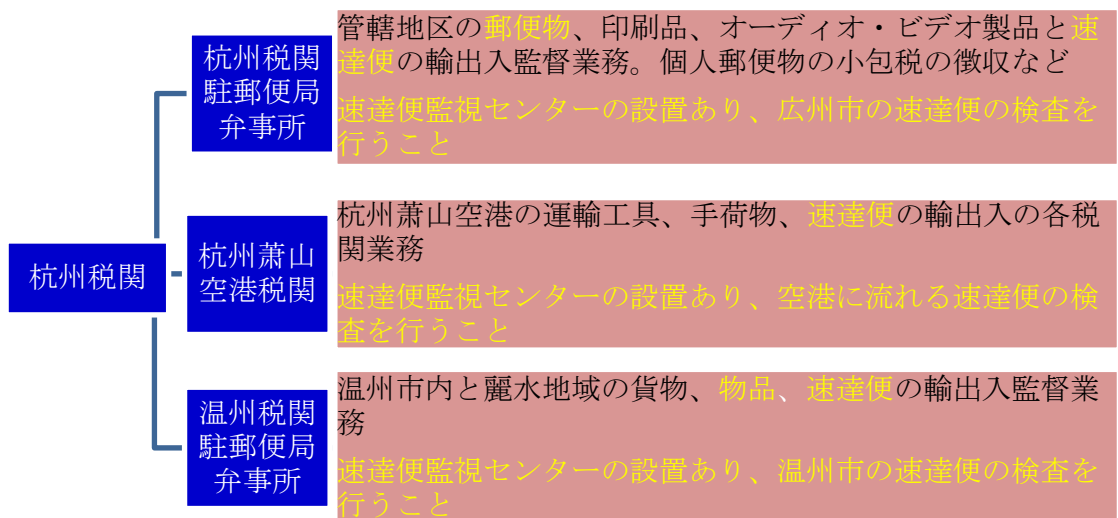 杭州税関
杭州税関
駐郵便局
弁事所
管轄地区の郵便物、印刷品、オーディオ・ビデオ製品と速
達便の輸出入監督業務。個人郵便物の小包税の徴収など
速達便監視センターの設置あり、広州市の速達便の検査を
行うこと
杭州萧山
空港税関
杭州萧山空港の運輸工具、手荷物、速達便の輸出入の各税
関業務
速達便監視センターの設置あり、空港に流れる速達便の検
査を行うこと
温州税関
駐郵便局
弁事所
温州市内と麗水地域の貨物、物品、速達便の輸出入監督業
務
速達便監視センターの設置あり、温州市の速達便の検査を
行うこと